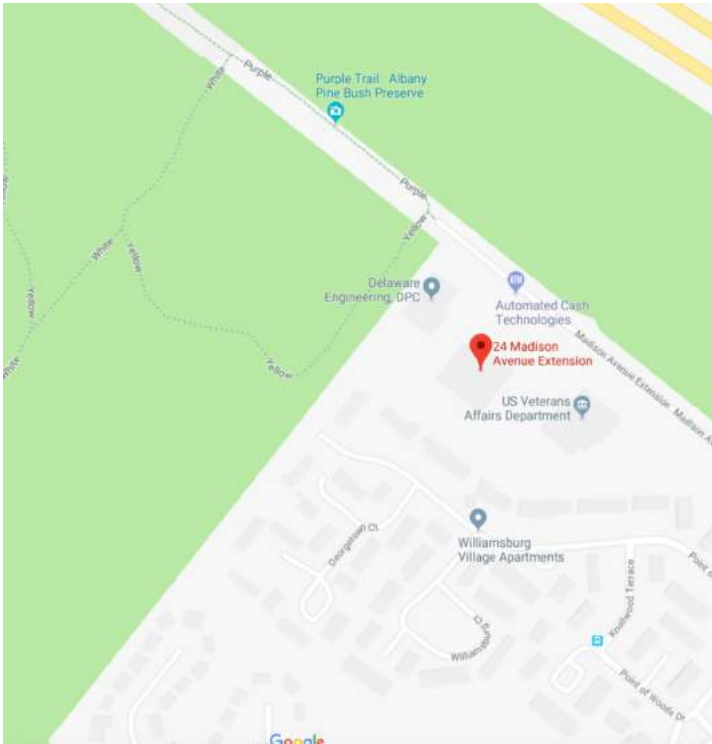 Purple
White
Purple Trail Albany
Pine Bush Preserve
Purple
Yellow
White
Yellow
Yellow
White
Yellow
Delaware
Engineering, DPC
Automated Cash
Technologies
24 Madison
Avenue Extension
Madison Avenue Extension
US Veterans
Affairs Department
Georgetown Ct
Williamsburg
Village Apartments
Williamsburg Ct
Knollwood Terrace
Point of
Point of Woods Dr
Google